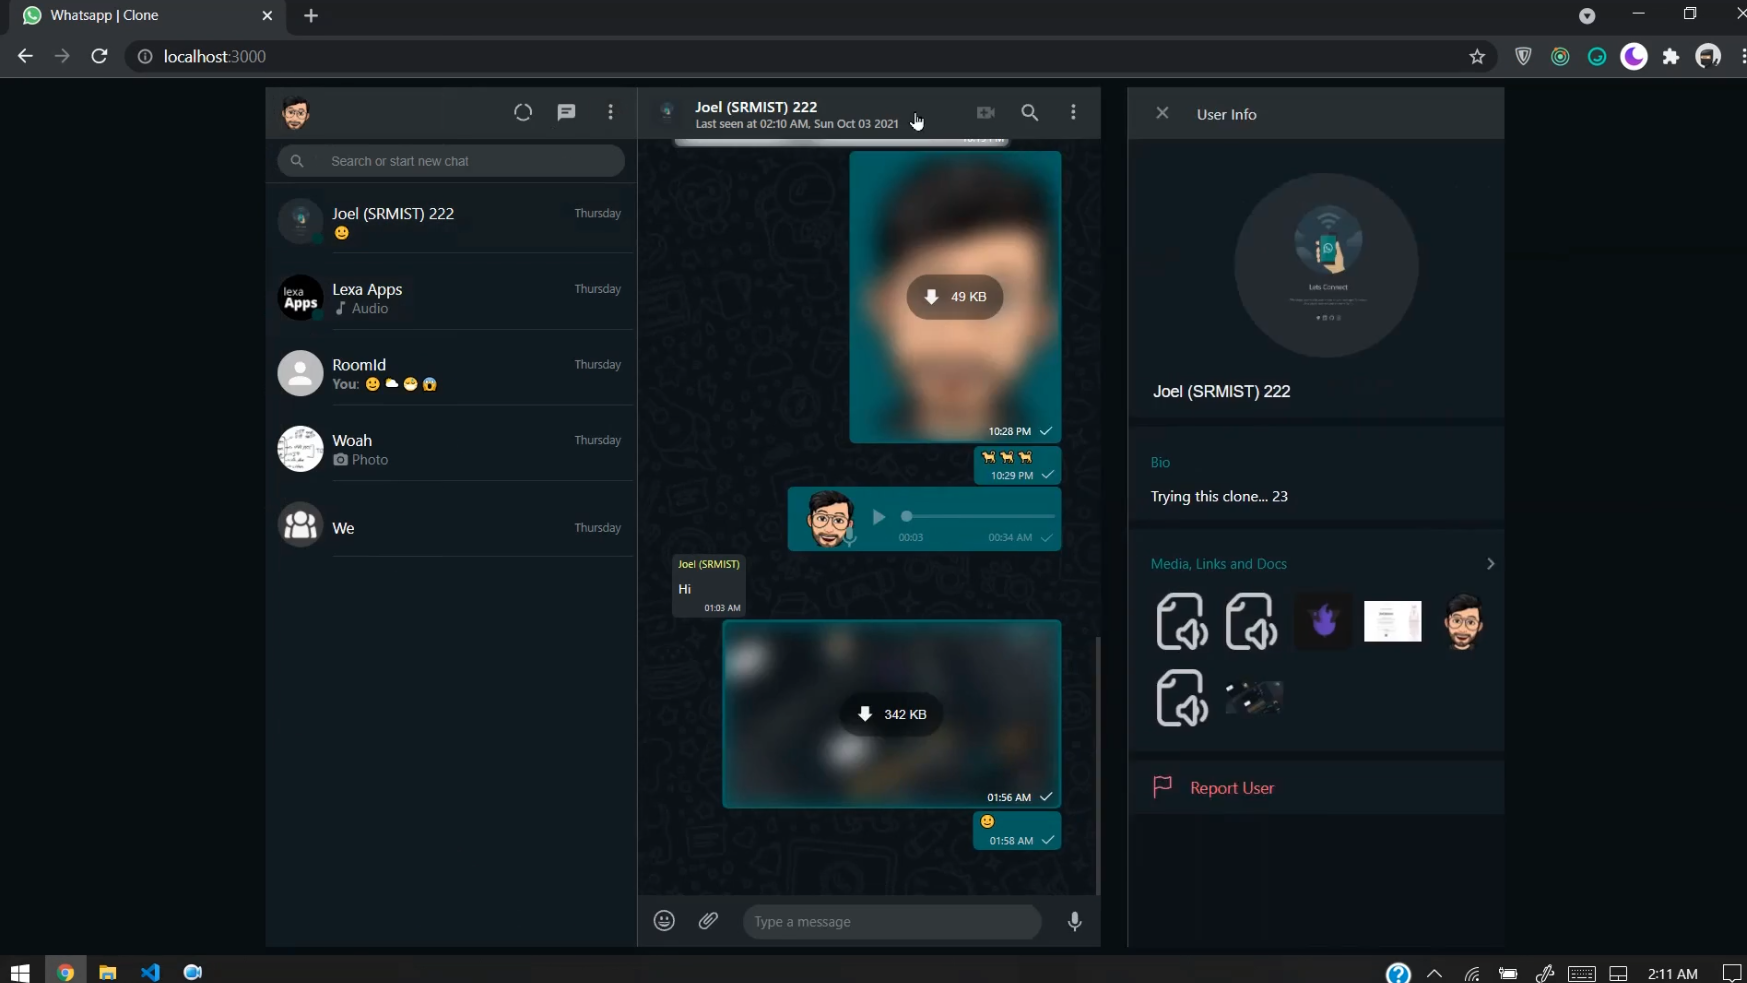 Whatsapp | Clone
localhost:3000
Joel (SRMIST) 222
Last seen at 02:10 AM, Sun Oct 03 2021
User Info
Search or start new chat
Joel (SRMIST) 222
Thursday
Lexa Apps
Thursday
Audio
lexa
Apps
RoomId
Thursday
You:
Woah
Thursday
Photo
We
Thursday
49 KB
10:28 PM
10:29 PM
00:03
00:34 AM
Joel (SRMIST)
Hi
01:03 AM
342 KB
01:56 AM
01:58 AM
Type a message
Lets Connect
Joel (SRMIST) 222
Bio
Trying this clone... 23
Media, Links and Docs
Report User
2:11 AM